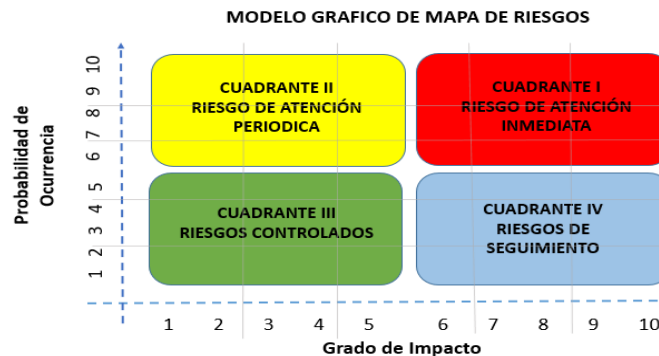 MODELO GRAFICO DE MAPA DE RIESGOS
Probabilidad de
Ocurrencia
10
9
8
7
6
5
4
3
2
1
CUADRANTE II
RIESGO DE ATENCIÓN
PERIODICA
CUADRANTE I
RIESGO DE ATENCIÓN
INMEDIATA
CUADRANTE III
RIESGOS CONTROLADOS
CUADRANTE IV
RIESGOS DE
SEGUIMIENTO
1 2 3 4 5 6 7 8 9 10
Grado de Impacto